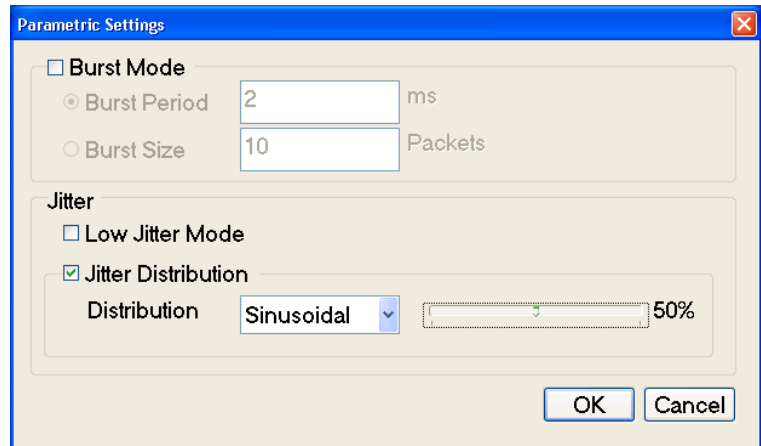 Parametric Settings
Burst Mode
Burst Period 2 ms
Burst Size 10 Packets
Jitter
Low Jitter Mode
Jitter Distribution
Distribution Sinusoidal 50%
OK Cancel